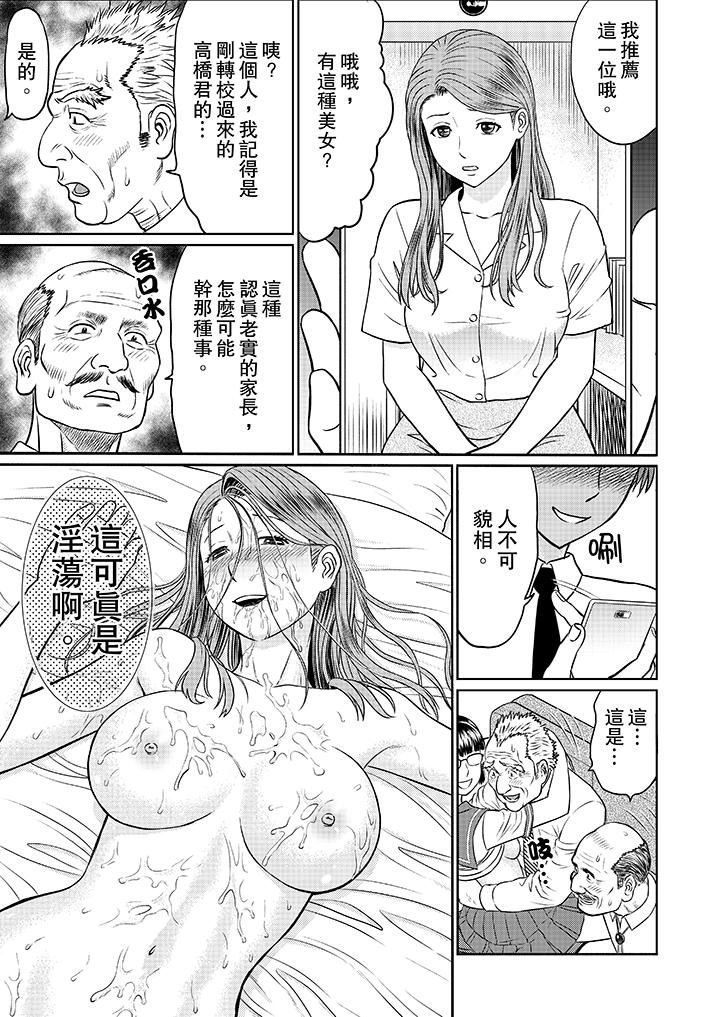 我推薦
這一位哦。
哦哦，
有這種美女？
咦？
這個人，我記得是
剛轉校過來的
高橋君的…
是的。
這種
認眞老實的家長，
怎麼可能
幹那種事。
吞口水
人不可
貌相。
唰
這…
這是…
吱…
這可眞是
淫蕩啊。